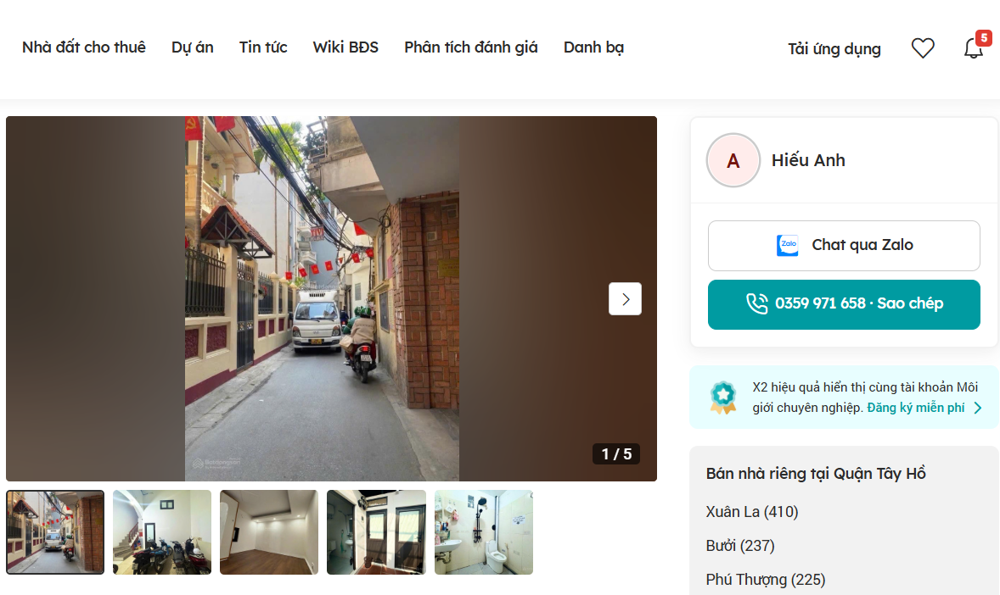 Nhà đất cho thuê
Dự án
Tin tức
Wiki BĐS
Phân tích đánh giá
Danh bạ
Tải ứng dụng
5
A
Hiếu Anh
Zalo
Chat qua Zalo
0359 971 658 · Sao chép
1 / 5
X2 hiệu quả hiển thị cùng tài khoản Môi
giới chuyên nghiệp. Đăng ký miễn phí
Bán nhà riêng tại Quận Tây Hồ
Xuân La (410)
Bưởi (237)
Phú Thượng (225)